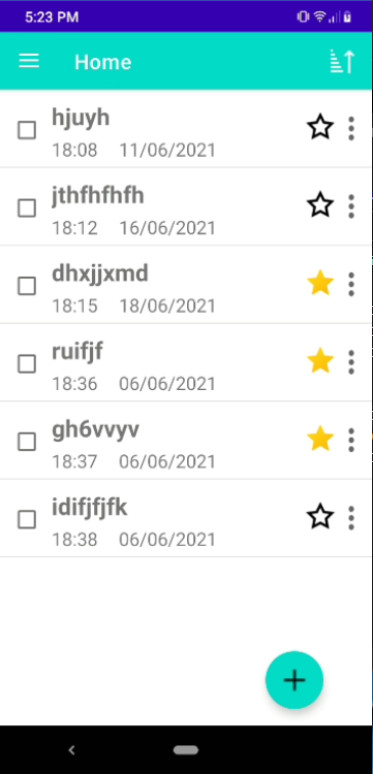 5:23 PM
Home
hjuyh
18:08 11/06/2021
jthfhfhfh
18:12 16/06/2021
dhxjjxmd
18:15 18/06/2021
ruifjf
18:36 06/06/2021
gh6vvyv
18:37 06/06/2021
idifjfjfk
18:38 06/06/2021